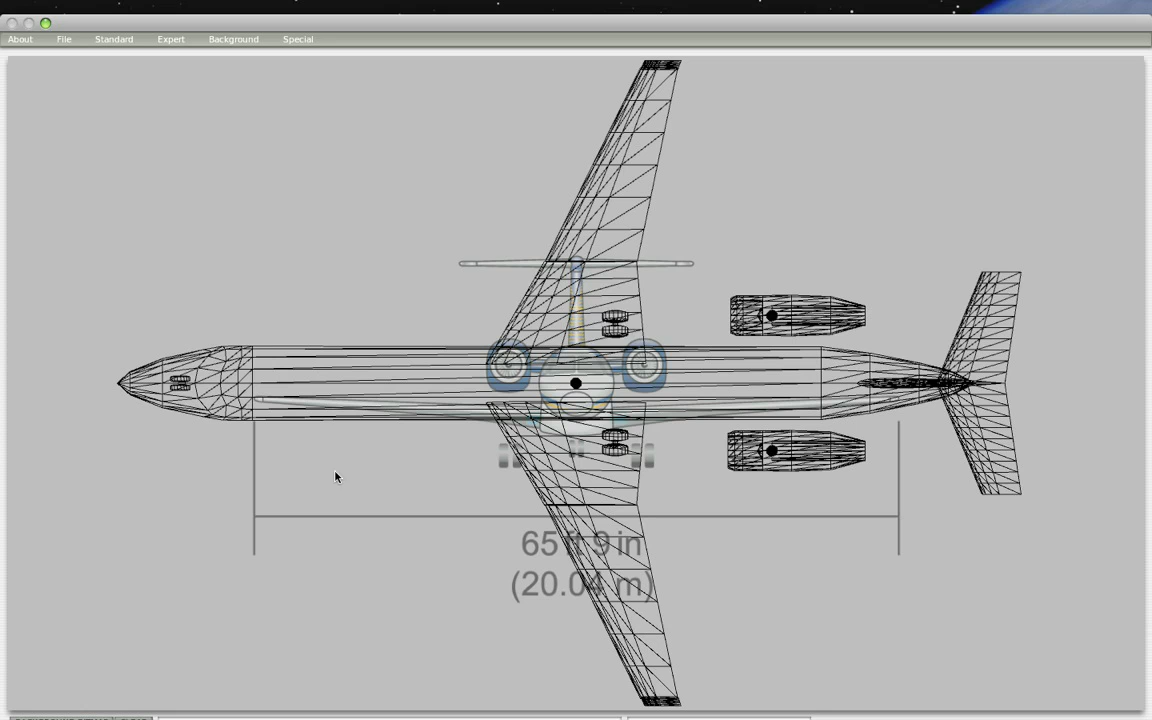 About File Standard Expert Background Special
65 ft 9 in
(20.04 m)